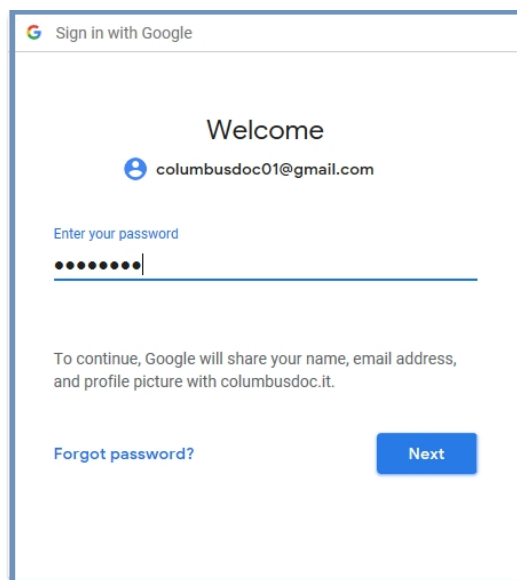 Sign in with Google
Welcome
columbusdoc01@gmail.com
Enter your password
••••••••
To continue, Google will share your name, email address,
and profile picture with columbusdoc.it.
Forgot password?
Next